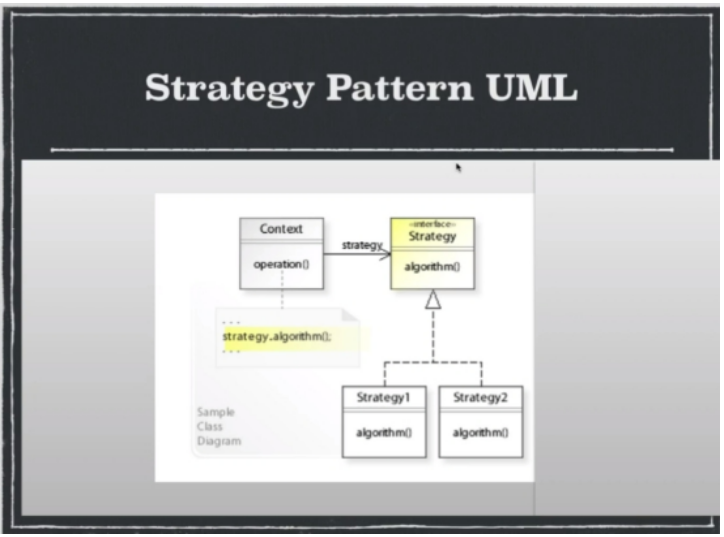 Strategy Pattern UML
Context
operation()
strategy
«interface»
Strategy
algorithm()
...
strategy.algorithm();
...
Sample
Class
Diagram
Strategy1
algorithm()
Strategy2
algorithm()